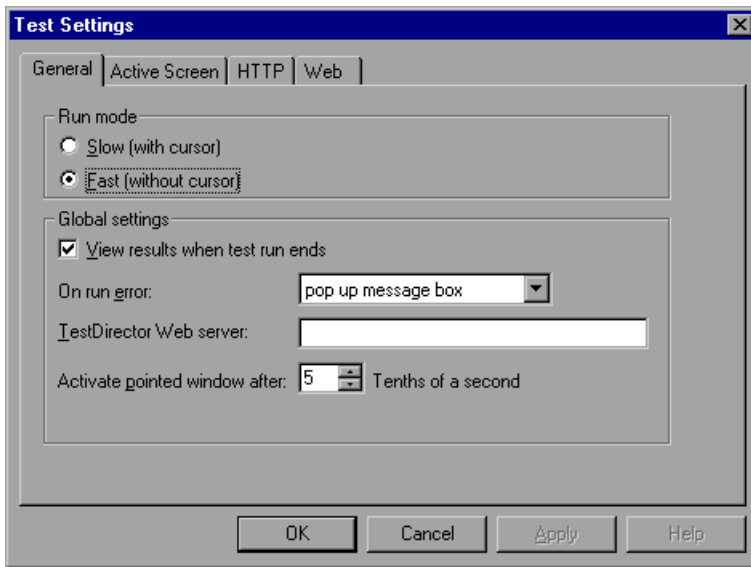 Test Settings
General Active Screen HTTP Web
Run mode
Slow (with cursor)
Fast (without cursor)
Global settings
View results when test run ends
On run error: pop up message box
TestDirector Web server:
Activate pointed window after: 5 Tenths of a second
OK Cancel Apply Help